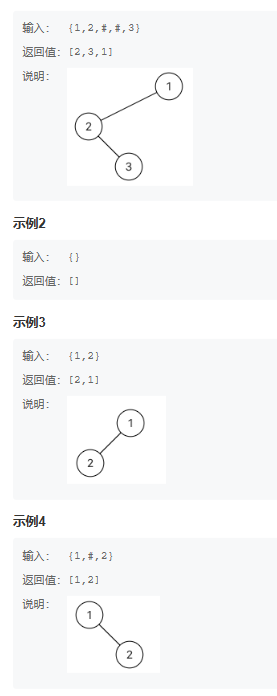 输入： {1,2,#,#,3}
返回值：[2,3,1]
说明：
1
2
3
示例2
输入： {}
返回值：[]
示例3
输入： {1,2}
返回值：[2,1]
说明：
1
2
示例4
输入： {1,#,2}
返回值：[1,2]
说明：
1
2